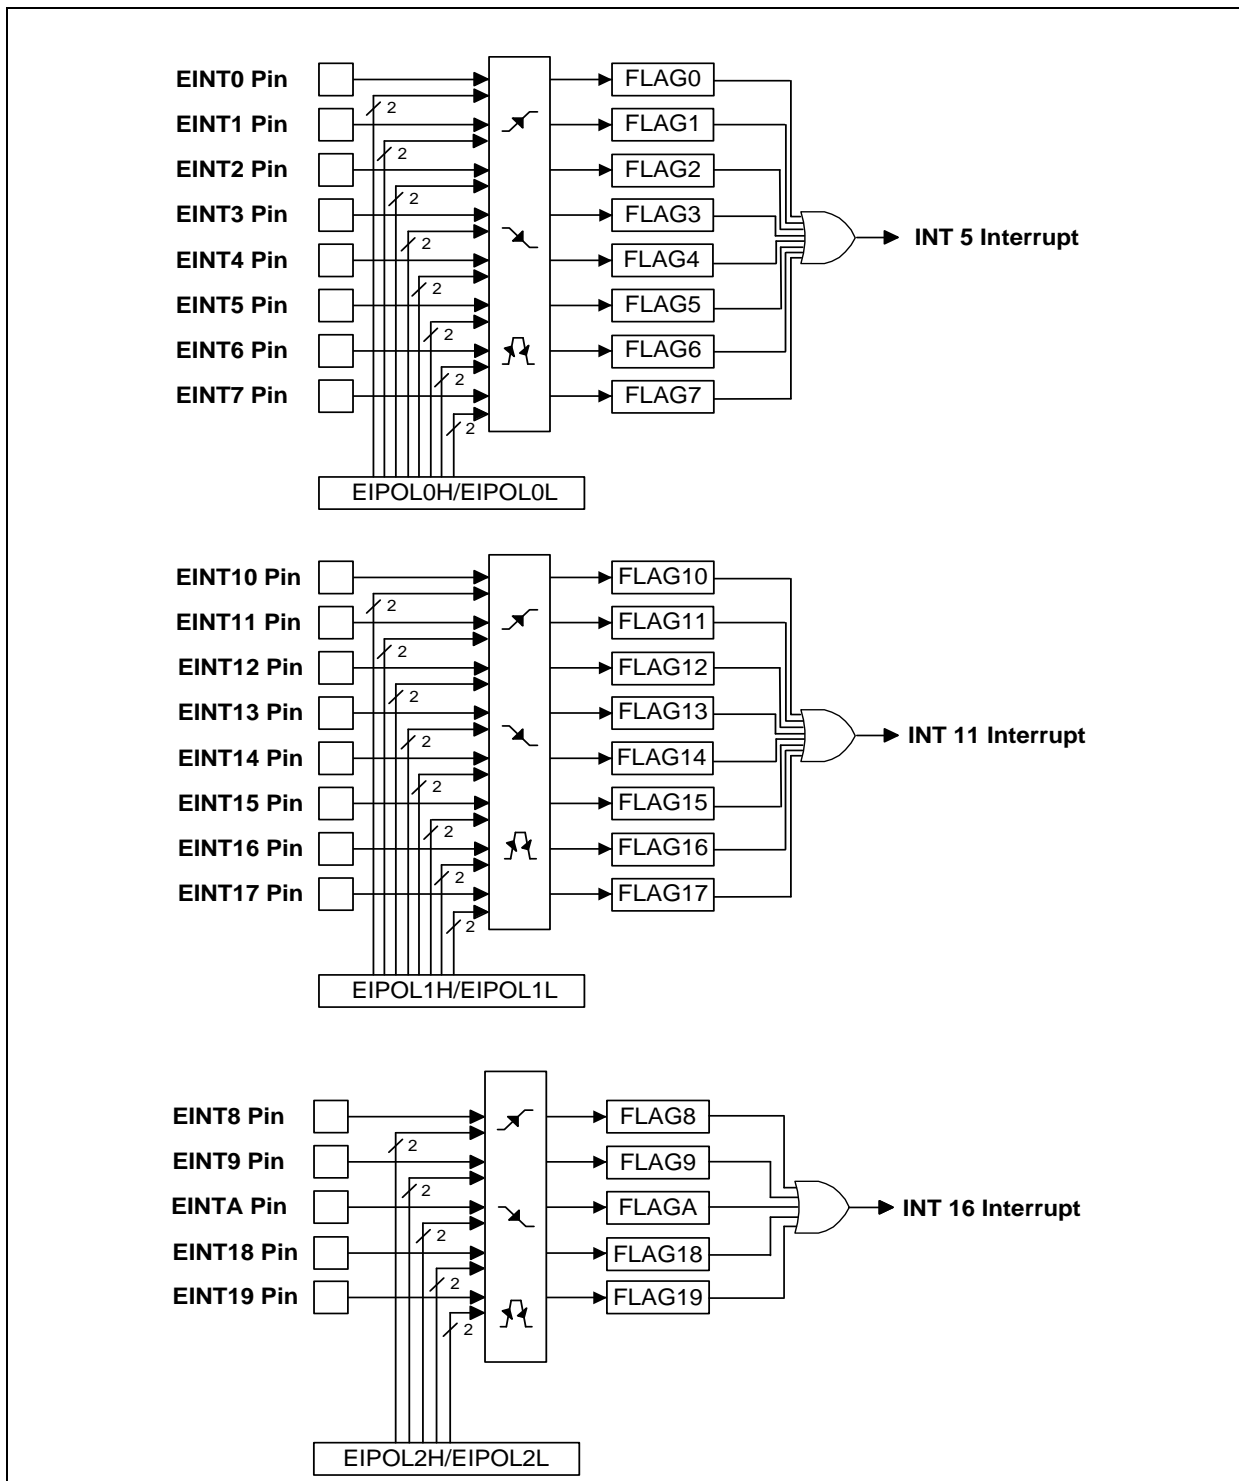 EINT0 Pin FLAG0
2
EINT1 Pin FLAG1
2
EINT2 Pin FLAG2
2
EINT3 Pin FLAG3
INT 5 Interrupt
2
EINT4 Pin FLAG4
2
EINT5 Pin FLAG5
2
EINT6 Pin FLAG6
2
EINT7 Pin FLAG7
2
EIPOL0H/EIPOL0L
EINT10 Pin FLAG10
2
EINT11 Pin FLAG11
2
EINT12 Pin FLAG12
2
EINT13 Pin FLAG13
INT 11 Interrupt
2
EINT14 Pin FLAG14
2
EINT15 Pin FLAG15
2
EINT16 Pin FLAG16
2
EINT17 Pin FLAG17
2
EIPOL1H/EIPOL1L
EINT8 Pin FLAG8
2
EINT9 Pin FLAG9
2
EINTA Pin FLAGA INT 16 Interrupt
2
EINT18 Pin FLAG18
2
EINT19 Pin FLAG19
2
EIPOL2H/EIPOL2L